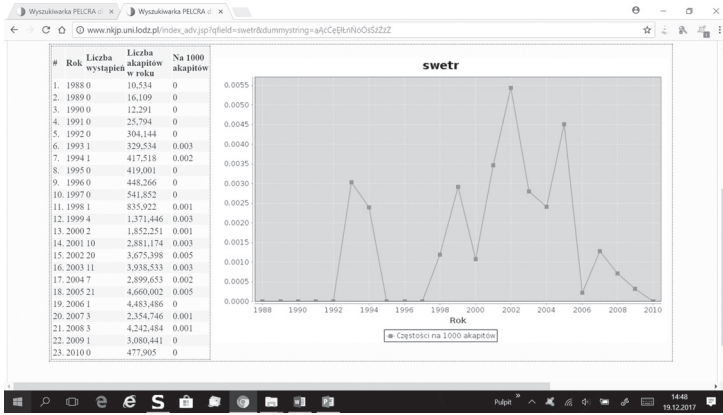 Wyszukiwarka PELCRA d
Wyszukiwarka PELCRA d
www.nkjp.uni.lodz.pl/index_adv.jsp?qfield=swetr&dummystring=
# Rok Liczba wystąpień Liczba akapitów w roku Na 1000 akapitów
1. 1988 0 10,534 0
2. 1989 0 16,109 0
3. 1990 0 12,291 0
4. 1991 0 25,794 0
5. 1992 0 304,144 0
6. 1993 1 329,534 0.003
7. 1994 1 417,518 0.002
8. 1995 0 419,001 0
9. 1996 0 448,266 0
10. 1997 0 541,852 0
11. 1998 1 835,922 0.001
12. 1999 4 1,371,446 0.003
13. 2000 2 1,852,251 0.001
14. 2001 10 2,881,174 0.003
15. 2002 20 3,675,398 0.005
16. 2003 11 3,938,533 0.003
17. 2004 7 2,899,653 0.002
18. 2005 21 4,660,002 0.005
19. 2006 1 4,483,486 0
20. 2007 3 2,354,746 0.001
21. 2008 3 4,242,484 0.001
22. 2009 1 3,080,441 0
23. 2010 0 477,905 0
swetr
0.0055
0.0050
0.0045
0.0040
0.0035
0.0030
0.0025
0.0020
0.0015
0.0010
0.0005
0.0000
1988 1990 1992 1994 1996 1998 2000 2002 2004 2006 2008 2010
Rok
Częstości na 1000 akapitów
Pulpit
14:48
19.12.2017